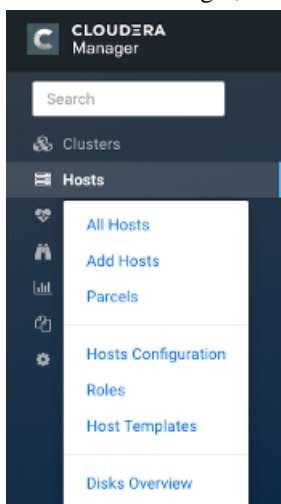 CLOUDERA
Manager
Search
Clusters
Hosts
All Hosts
Add Hosts
Parcels
Hosts Configuration
Roles
Host Templates
Disks Overview